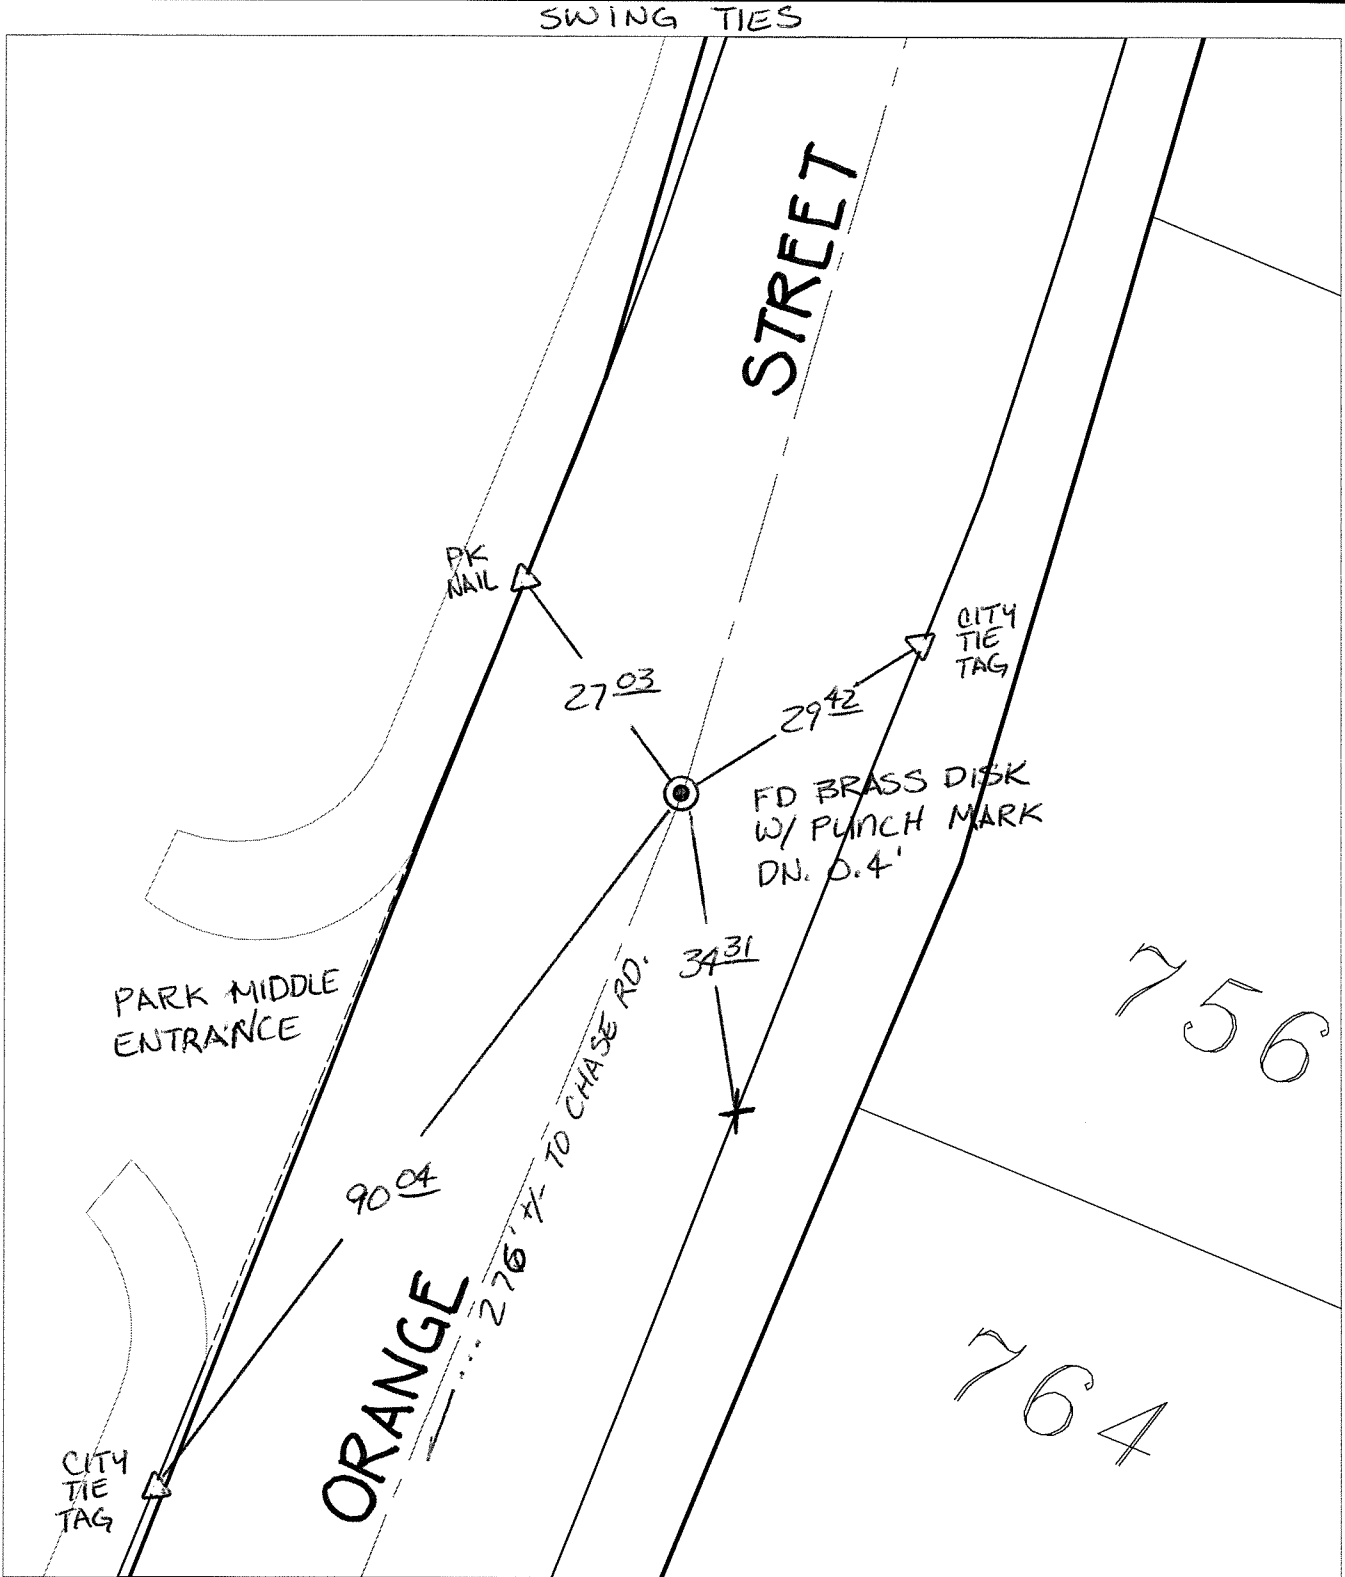 SWING TIES
STREET
PK
NAIL
CITY
TIE
TAG
27 03
29 42
FD BRASS DISK
W/ PUNCH MARK
DN. 0.4'
34 31
PARK MIDDLE
ENTRANCE
756
90 04
276' +/- TO CHASE RD.
ORANGE
764
CITY
TIE
TAG